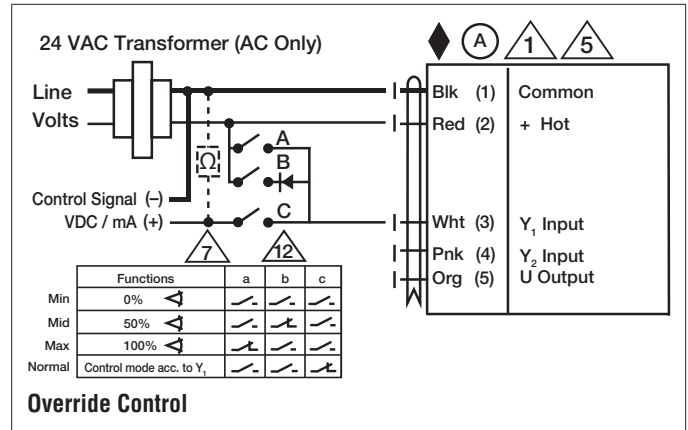 24 VAC Transformer (AC Only)
Line
Volts
A
1
5
Blk (1) Common
Red (2) + Hot
A
B
Ω
C
Control Signal (–)
VDC / mA (+)
Wht (3) Y1 Input
Pnk (4) Y2 Input
Org (5) U Output
7
12
Functions a b c
Min 0%
Mid 50%
Max 100%
Normal Control mode acc. to Y1
Override Control